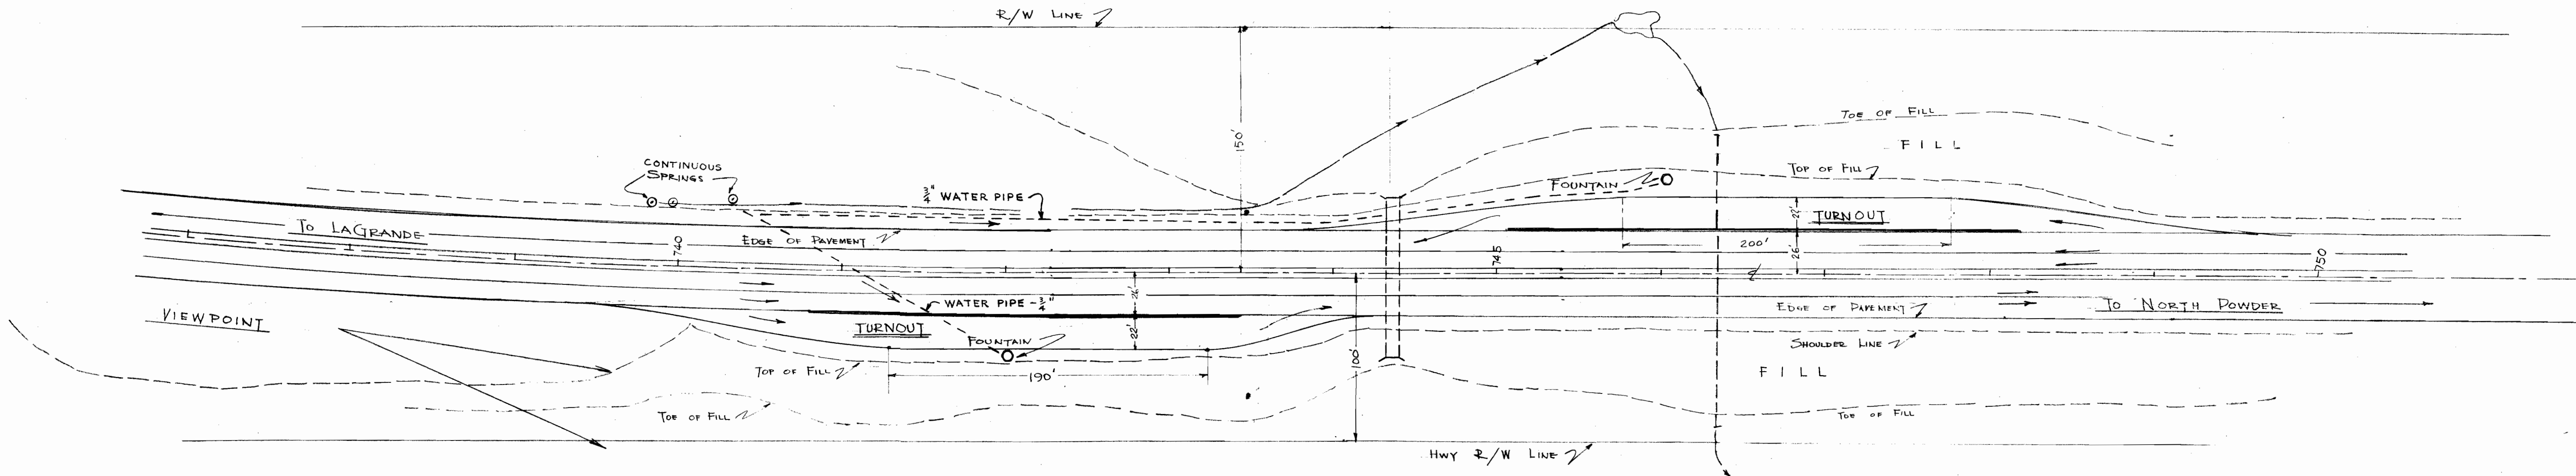 R/W LINE
150'
TOE OF FILL
FILL
CONTINUOUS
SPRINGS
3/4" WATER PIPE
FOUNTAIN
TOP OF FILL
TURNOUT
22'
200'
26'
TO LAGRANDE
EDGE OF PAVEMENT
740
745
750
26'
WATER PIPE - 3/4"
EDGE OF PAVEMENT
TO NORTH POWDER
VIEWPOINT
TURNOUT
22'
FOUNTAIN
SHOULDER LINE
TOP OF FILL
190'
100'
FILL
TOE OF FILL
TOE OF FILL
HWY R/W LINE